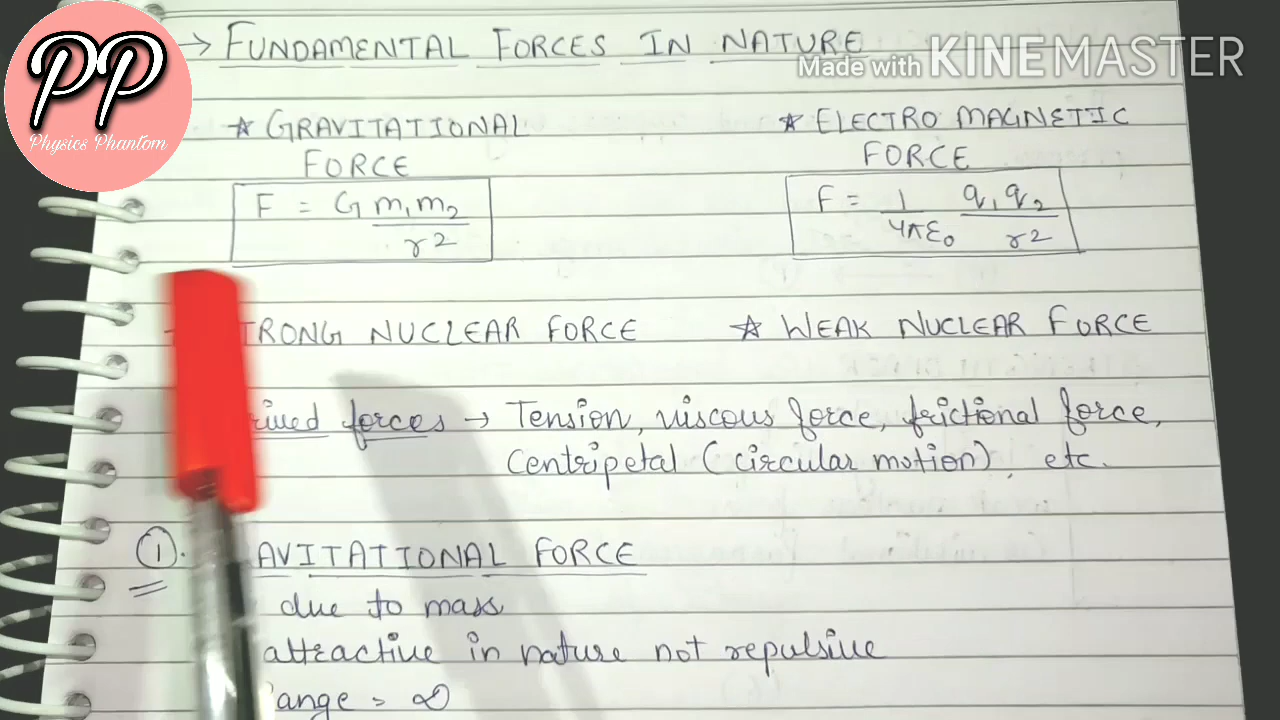 PP
Physics Phantom
→ FUNDAMENTAL FORCES IN NATURE
Made with KINEMASTER
☆ GRAVITATIONAL FORCE
F = G m₁m₂ / r²
☆ ELECTRO MAGNETIC FORCE
F = 1 / 4πε₀ q₁q₂ / r²
TRONG NUCLEAR FORCE
☆ WEAK NUCLEAR FORCE
rived forces → Tension, viscous force, frictional force,
Centripetal (circular motion), etc.
①. AVITATIONAL FORCE
due to mass
attractive in nature not repulsive
ange = ∞